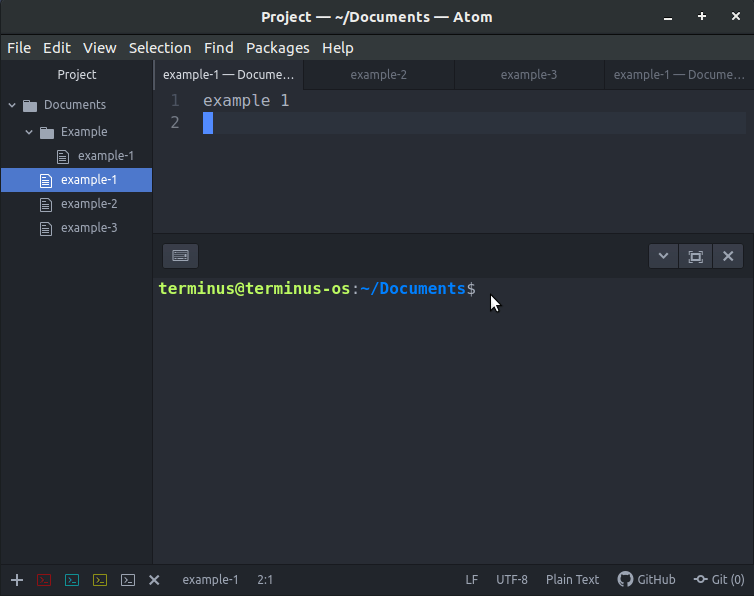 Project — ~/Documents — Atom
File Edit View Selection Find Packages Help
Project
example-1 — Docume…
example-2
example-3
example-1 — Docume…
Documents
Example
example-1
example-1
example-2
example-3
1 example 1
2
terminus@terminus-os:~/Documents$
example-1 2:1 LF UTF-8 Plain Text GitHub Git (0)